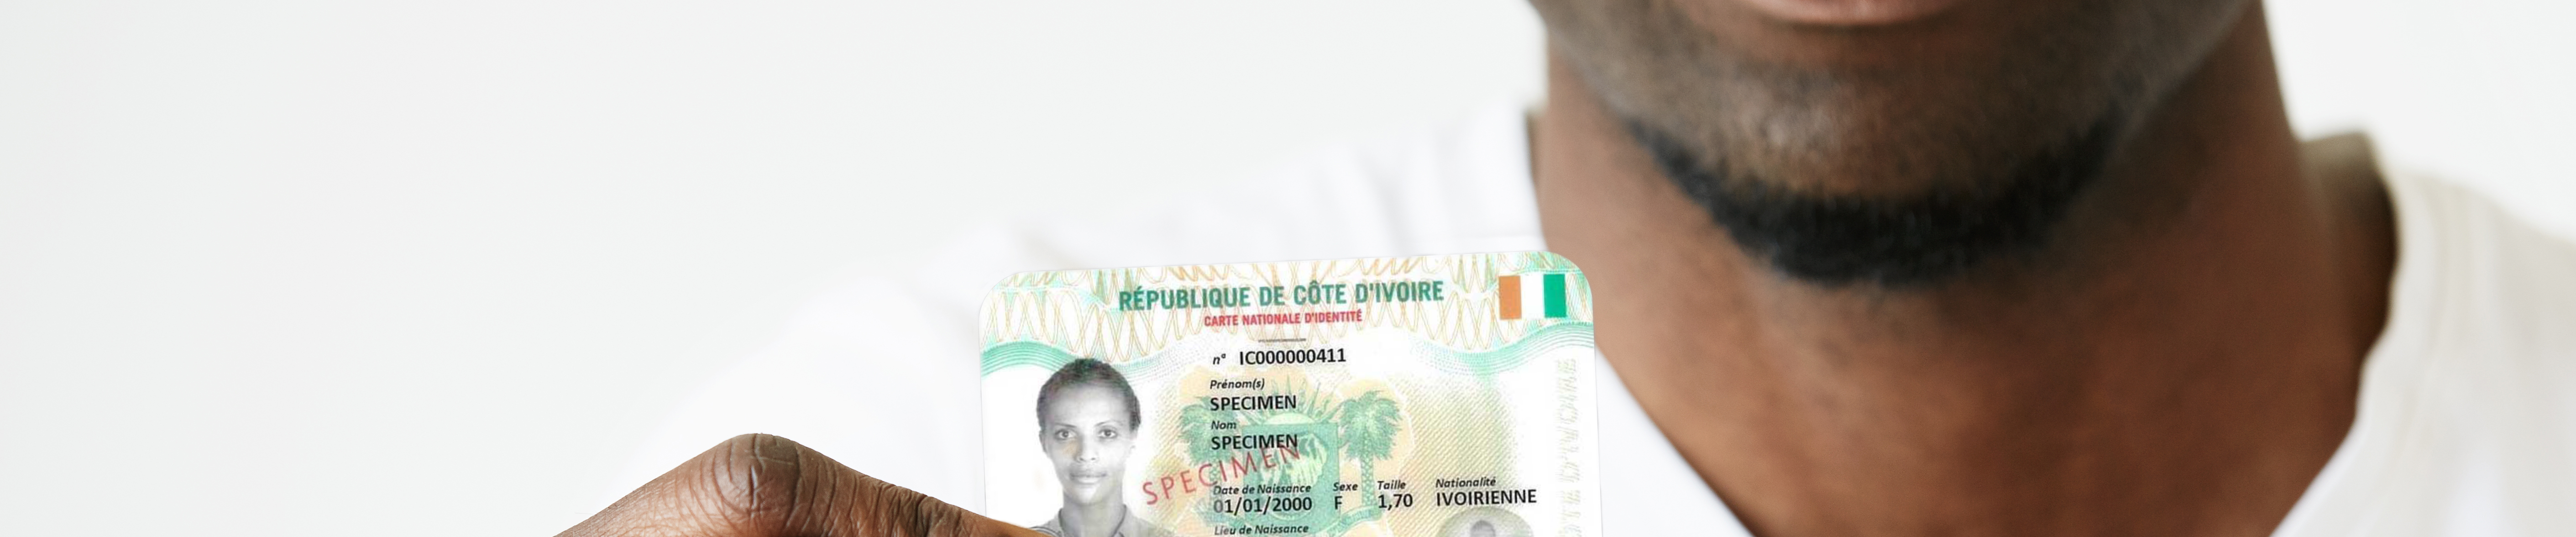 RÉPUBLIQUE DE CÔTE D'IVOIRE
CARTE NATIONALE D'IDENTITÉ
n° IC000000411
Prénom(s)
SPECIMEN
Nom
SPECIMEN
SPECIMEN
Date de Naissance Sexe Taille Nationalité
01/01/2000 F 1,70 IVOIRIENNE
Lieu de Naissance
CÔTE D'IVOIRE